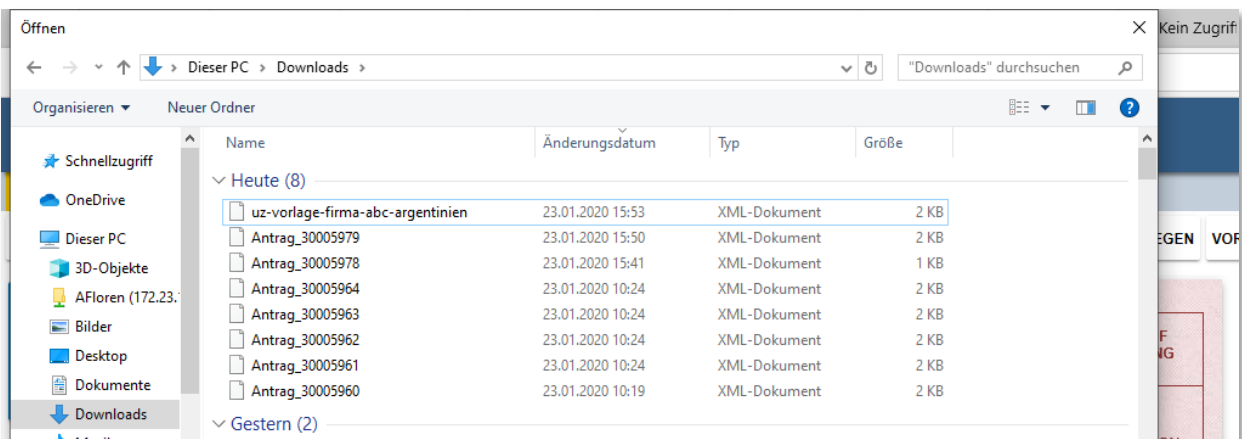 Öffnen
Kein Zugrif
Dieser PC > Downloads >
"Downloads" durchsuchen
Organisieren
Neuer Ordner
Name Änderungsdatum Typ Größe
Schnellzugriff
OneDrive
Dieser PC
3D-Objekte
AFloren (172.23.
Bilder
Desktop
Dokumente
Downloads
Heute (8)
uz-vorlage-firma-abc-argentinien 23.01.2020 15:53 XML-Dokument 2 KB
Antrag_30005979 23.01.2020 15:50 XML-Dokument 2 KB
Antrag_30005978 23.01.2020 15:41 XML-Dokument 1 KB
Antrag_30005964 23.01.2020 10:24 XML-Dokument 2 KB
Antrag_30005963 23.01.2020 10:24 XML-Dokument 2 KB
Antrag_30005962 23.01.2020 10:24 XML-Dokument 2 KB
Antrag_30005961 23.01.2020 10:24 XML-Dokument 2 KB
Antrag_30005960 23.01.2020 10:19 XML-Dokument 2 KB
Gestern (2)
EGEN VOR
F
NG